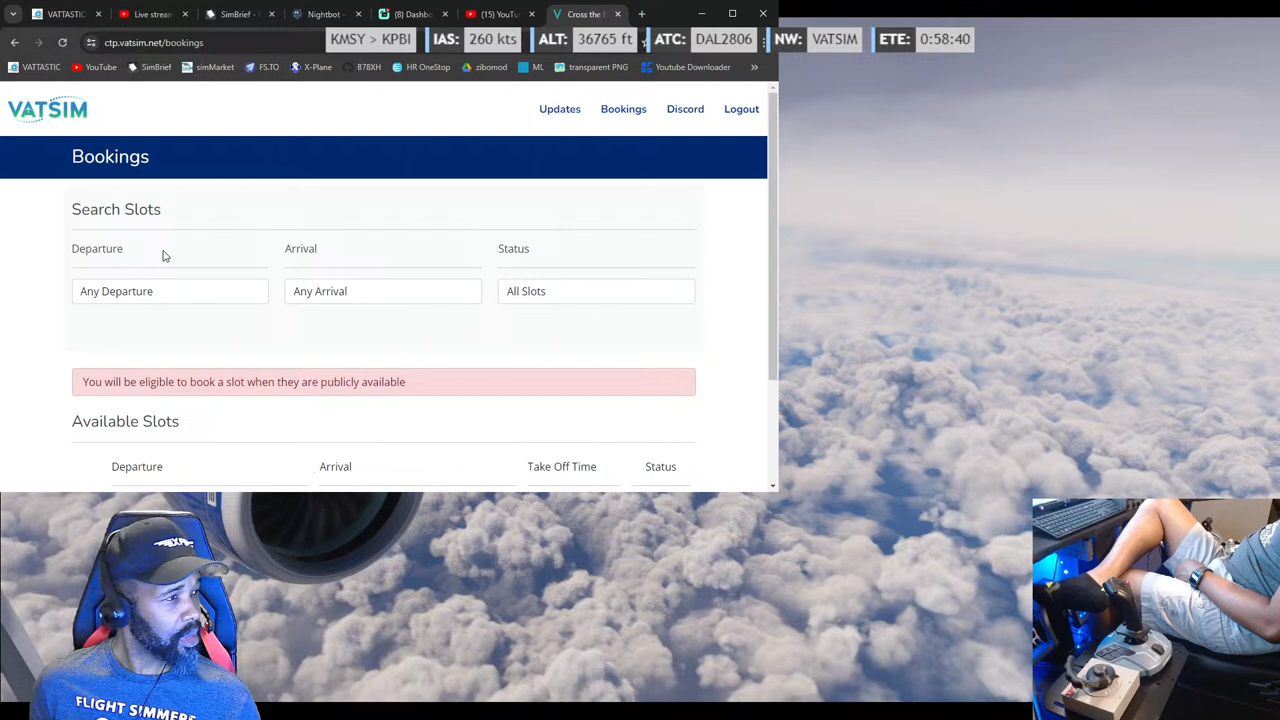 VATTASTIC
Live stream
SimBrief -
Nightbot -
(8) Dashbo
(15) YouTu
Cross the
ctp.vatsim.net/bookings
KMSY > KPBI
IAS:
260 kts
ALT:
36765 ft
ATC:
DAL2806
NW:
VATSIM
ETE:
0:58:40
VATTASTIC
YouTube
SimBrief
simMarket
FS.TO
X-Plane
B78XH
HR OneStop
zibomod
ML
transparent PNG
Youtube Downloader
VATSIM
Updates
Bookings
Discord
Logout
Bookings
Search Slots
Departure
Arrival
Status
Any Departure
Any Arrival
All Slots
You will be eligible to book a slot when they are publicly available
Available Slots
Departure
Arrival
Take Off Time
Status
FLIGHT SIMMERS